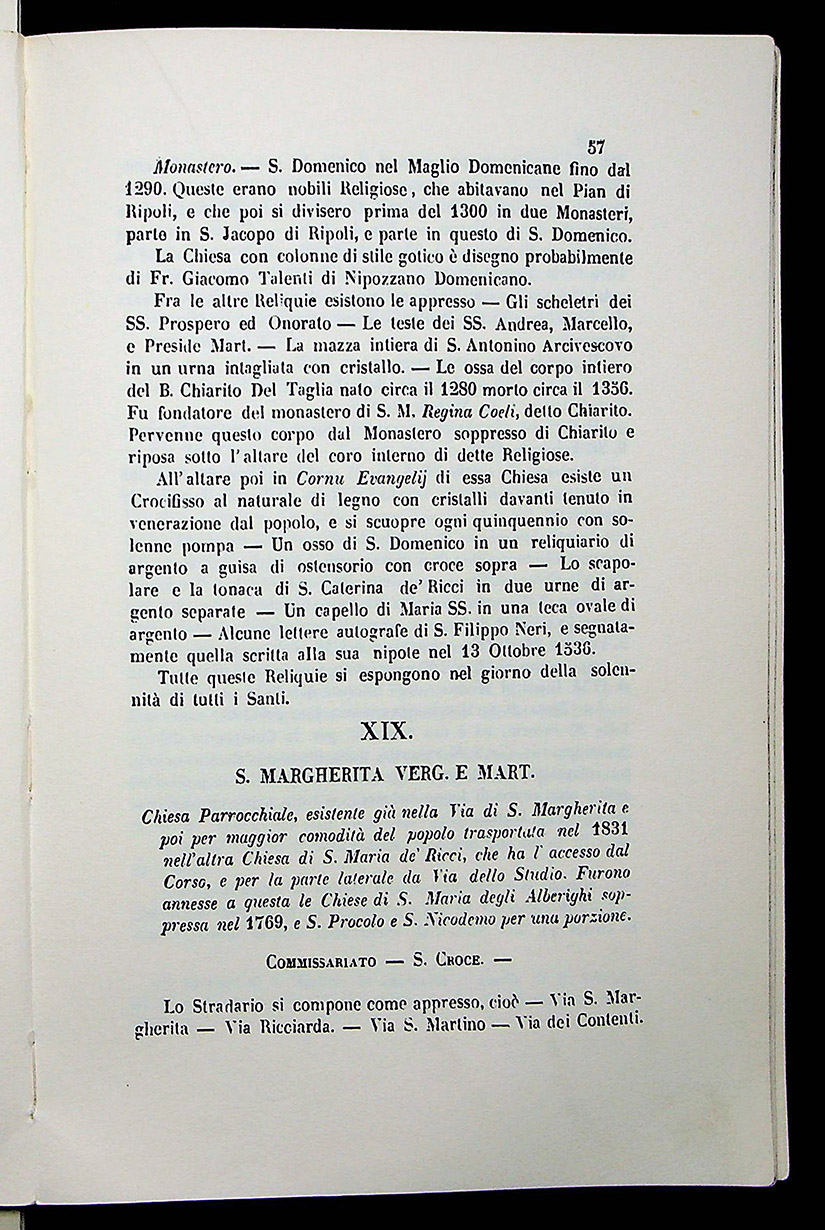 57
Monastero. — S. Domenico nel Maglio Domenicane fino dal
1290. Queste erano nobili Religiose, che abitavano nel Pian di
Ripoli, e che poi si divisero prima del 1300 in due Monasteri,
parte in S. Jacopo di Ripoli, e parte in questo di S. Domenico.
La Chiesa con colonne di stile gotico è disegno probabilmente
di Fr. Giacomo Talenti di Nipozzano Domenicano.
Fra le altre Reliquie esistono le appresso — Gli scheletri dei
SS. Prospero ed Onorato — Le teste dei SS. Andrea, Marcello,
e Preside Mart. — La mazza intiera di S. Antonino Arcivescovo
in un urna intagliata con cristallo. — Le ossa del corpo intiero
del B. Chiarito Del Taglia nato circa il 1280 morto circa il 1356.
Fu fondatore del monastero di S. M. Regina Coeli, detto Chiarito.
Pervenne questo corpo dal Monastero soppresso di Chiarito e
riposa sotto l'altare del coro interno di dette Religiose.
All'altare poi in Cornu Evangelij di essa Chiesa esiste un
Crocifisso al naturale di legno con cristalli davanti tenuto in
venerazione dal popolo, e si scuopre ogni quinquennio con so-
lenne pompa — Un osso di S. Domenico in un reliquiario di
argento a guisa di ostensorio con croce sopra — Lo scapo-
lare e la tonaca di S. Caterina de' Ricci in due urne di ar-
gento separate — Un capello di Maria SS. in una teca ovale di
argento — Alcune lettere autografe di S. Filippo Neri, e segnata-
mente quella scritta alla sua nipote nel 13 Ottobre 1536.
Tutte queste Reliquie si espongono nel giorno della solen-
nità di tutti i Santi.
XIX.
S. MARGHERITA VERG. E MART.
Chiesa Parrocchiale, esistente già nella Via di S. Margherita e
poi per maggior comodità del popolo trasportata nel 1831
nell'altra Chiesa di S. Maria de' Ricci, che ha l'accesso dal
Corso, e per la parte laterale da Via dello Studio. Furono
annesse a questa le Chiese di S. Maria degli Alberighi sop-
pressa nel 1769, e S. Procolo e S. Nicodemo per una porzione.
COMMISSARIATO — S. CROCE. —
Lo Stradario si compone come appresso, cioè — Via S. Mar-
gherita — Via Ricciarda. — Via S. Martino — Via dei Contenti.